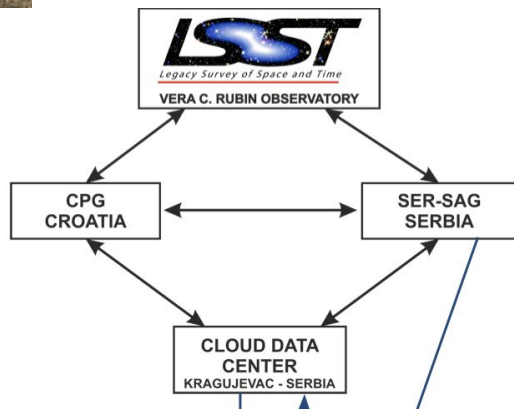 LSST
Legacy Survey of Space and Time
VERA C. RUBIN OBSERVATORY
CPG
CROATIA
SER-SAG
SERBIA
CLOUD DATA
CENTER
KRAGUJEVAC - SERBIA